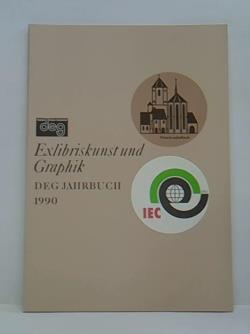 deg
Exlibriskunst und
Graphik
DEG JAHRBUCH
1990
IEC